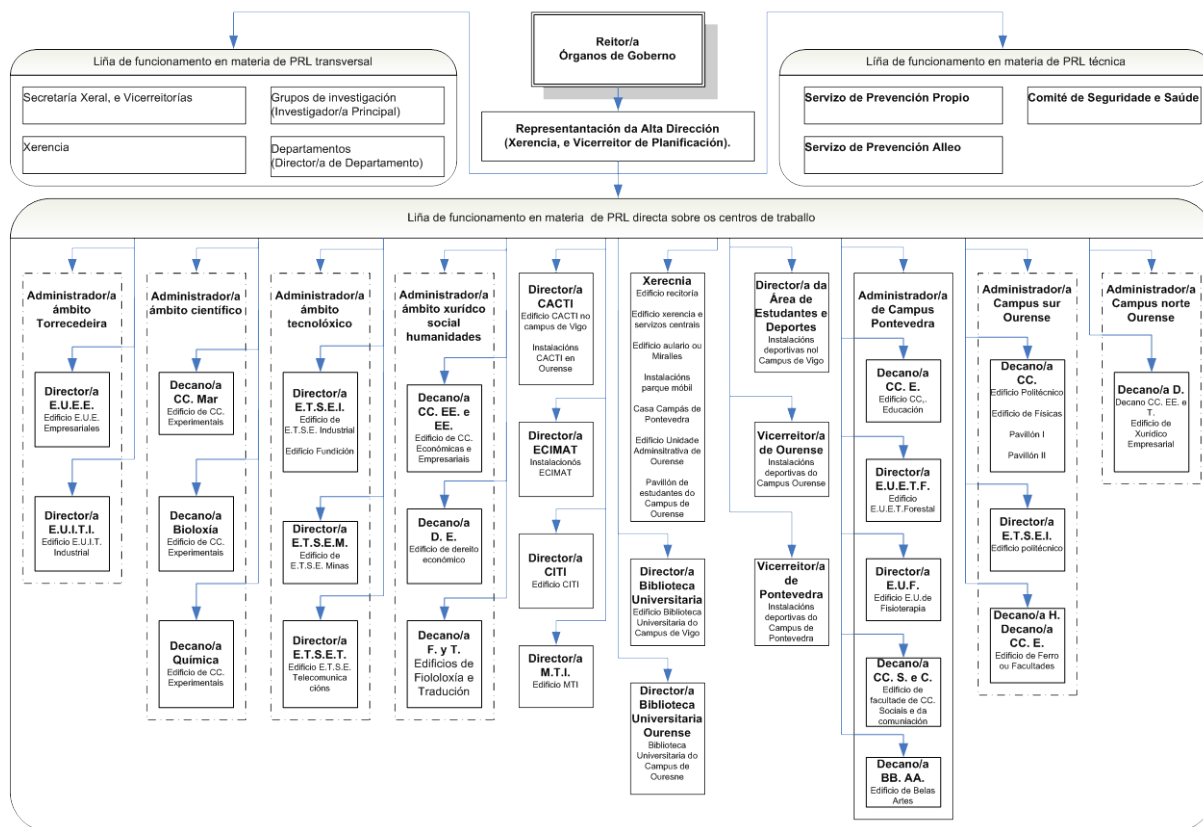 Reitor/a
Órganos de Goberno
Liña de funcionamento en materia de PRL transversal
Secretaría Xeral, e Vicerreitorías
Grupos de investigación
(Investigador/a Principal)
Xerencia
Departamentos
(Director/a de Departamento)
Representantación da Alta Dirección
(Xerencia, e Vicerreitor de Planificación).
Líña de funcionamento en materia de PRL técnica
Servizo de Prevención Propio
Comité de Seguridade e Saúde
Servizo de Prevención Alleo
Liña de funcionamento en materia  de PRL directa sobre os centros de traballo
Administrador/a
ámbito
Torrecedeira
Director/a
E.U.E.E.
Edificio E.U.E.
Empresariales
Director/a
E.U.I.T.I.
Edificio E.U.I.T.
Industrial
Administrador/a
ámbito científico
Decano/a
CC. Mar
Edificio de CC.
Experimentais
Decano/a
Bioloxía
Edificio de CC.
Experimentais
Decano/a
Química
Edificio de CC.
Experimentais
Administrador/a
ámbito
tecnolóxico
Director/a
E.T.S.E.I.
Edificio de
E.T.S.E. Industrial
Edificio Fundición
Director/a
E.T.S.E.M.
Edificio de
E.T.S.E. Minas
Director/a
E.T.S.E.T.
Edificio E.T.S.E.
Telecomunica
cións
Administrador/a
ámbito xurídco
social
humanidades
Decano/a
CC. EE. e
EE.
Edificio de CC.
Económicas e
Empresariais
Decano/a
D. E.
Edificio de dereito
económico
Decano/a
F. y T.
Edificios de
Fiololoxía e
Tradución
Director/a
CACTI
Edificio CACTI no
campus de Vigo
Instalacións
CACTI en
Ourense
Director/a
ECIMAT
Instalacionós
ECIMAT
Director/a
CITI
Edificio CITI
Director/a
M.T.I.
Edificio MTI
Xerecnia
Edificio recitoría
Edificio xerencia e
servizos centrais
Edificio aulario ou
Miralles
Instalacións
parque móbil
Casa Campás de
Pontevedra
Edificio Unidade
Adminsitrativa de
Ourense
Pavillón de
estudantes do
Campus de
Ourense
Director/a
Biblioteca
Universitaria
Edificio Biblioteca
Universitaria do
Campus de Vigo
Director/a
Biblioteca
Universitaria
Ourense
Biblioteca
Universitaria do
Campus de
Ouresne
Director/a da
Área de
Estudantes e
Deportes
Instalacións
deportivas nol
Campus de Vigo
Vicerreitor/a
de Ourense
Instalacións
deportivas do
Campus Ourense
Vicerreitor/a
de
Pontevedra
Instalacións
deportivas do
Campus de
Pontevedra
Administrador/a
de Campus
Pontevedra
Decano/a
CC. E.
Edificio CC,.
Educación
Director/a
E.U.E.T.F.
Edificio
E.U.E.T.Forestal
Director/a
E.U.F.
Edificio E.U.de
Fisioterapia
Decano/a
CC. S. e C.
Edificio de
facultade de CC.
Sociais e da
comuniación
Decano/a
BB. AA.
Edificio de Belas
Artes
Administrador/a
Campus sur
Ourense
Decano/a
CC.
Edificio Politécnico
Edificio de Físicas
Pavillón I
Pavillón II
Director/a
E.T.S.E.I.
Edificio politécnico
Decano/a H.
Decano/a
CC. E.
Edificio de Ferro
ou Facultades
Administrador/a
Campus norte
Ourense
Decano/a D.
Decano CC. EE. e
T.
Edificio de
Xurídico
Empresarial